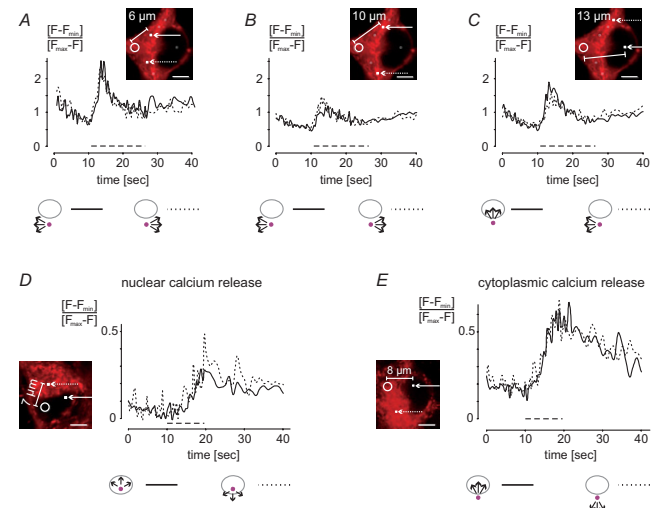 A
[F-Fmin]
[Fmax-F]
6 µm
2
1
0
0 10 20 30 40
time [sec]
B
[F-Fmin]
[Fmax-F]
10 µm
2
1
0
0 10 20 30 40
time [sec]
C
[F-Fmin]
[Fmax-F]
13 µm
2
1
0
0 10 20 30 40
time [sec]
D nuclear calcium release
[F-Fmin]
[Fmax-F]
7 µm
0.5
0
0 10 20 30 40
time [sec]
E cytoplasmic calcium release
[F-Fmin]
[Fmax-F]
8 µm
0.5
0
0 10 20 30 40
time [sec]